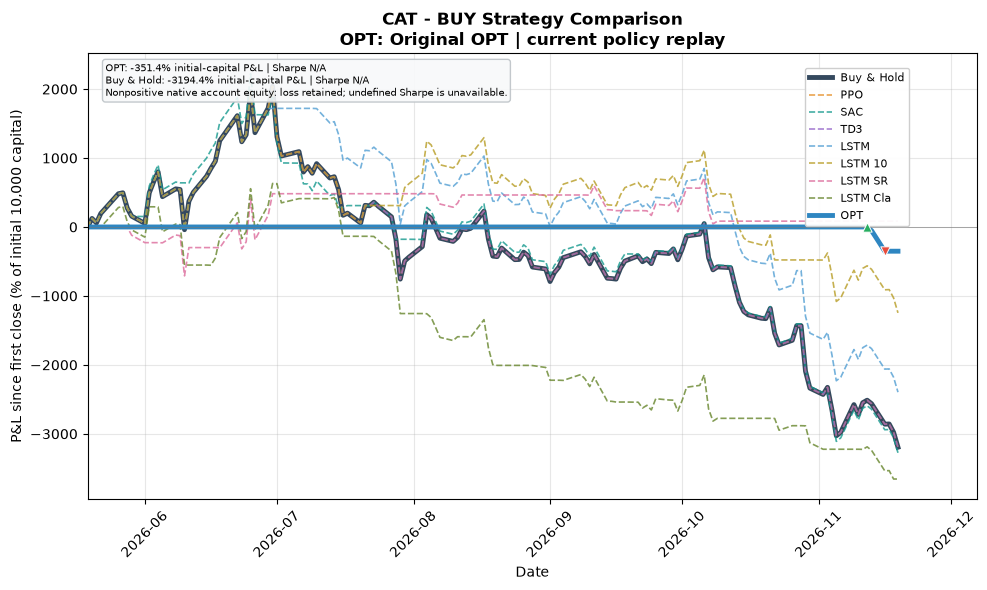 CAT - BUY Strategy Comparison
OPT: Original OPT | current policy replay
OPT: -351.4% initial-capital P&L | Sharpe N/A
Buy & Hold: -3194.4% initial-capital P&L | Sharpe N/A
Nonpositive native account equity: loss retained; undefined Sharpe is unavailable.
Buy & Hold
PPO
SAC
TD3
LSTM
LSTM 10
LSTM SR
LSTM Cla
OPT
P&L since first close (% of initial 10,000 capital)
2000
1000
0
−1000
−2000
−3000
2026-06
2026-07
2026-08
2026-09
2026-10
2026-11
2026-12
Date